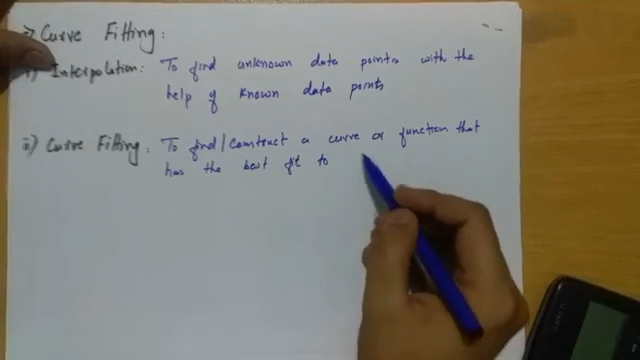 ⇒ Curve Fitting:
i) Interpolation: To find unknown data points with the
help of known data points
ii) Curve Fitting: To find/construct a curve or function that
has the best fit to